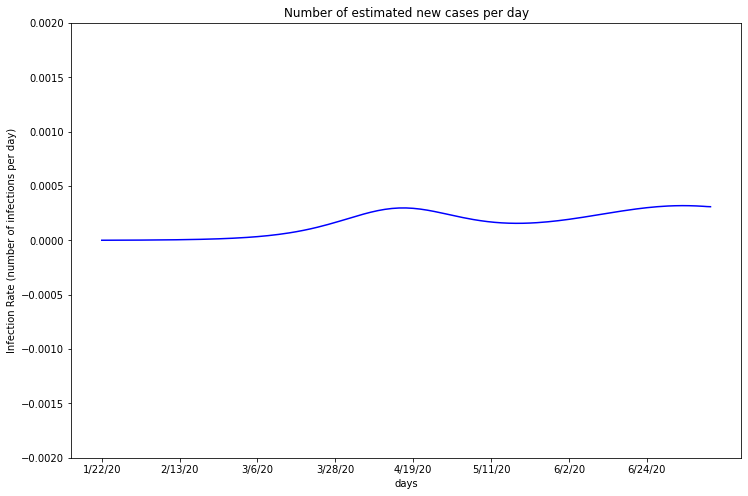 Number of estimated new cases per day
Infection Rate (number of infections per day)
0.0020
0.0015
0.0010
0.0005
0.0000
−0.0005
−0.0010
−0.0015
−0.0020
1/22/20 2/13/20 3/6/20 3/28/20 4/19/20 5/11/20 6/2/20 6/24/20
days